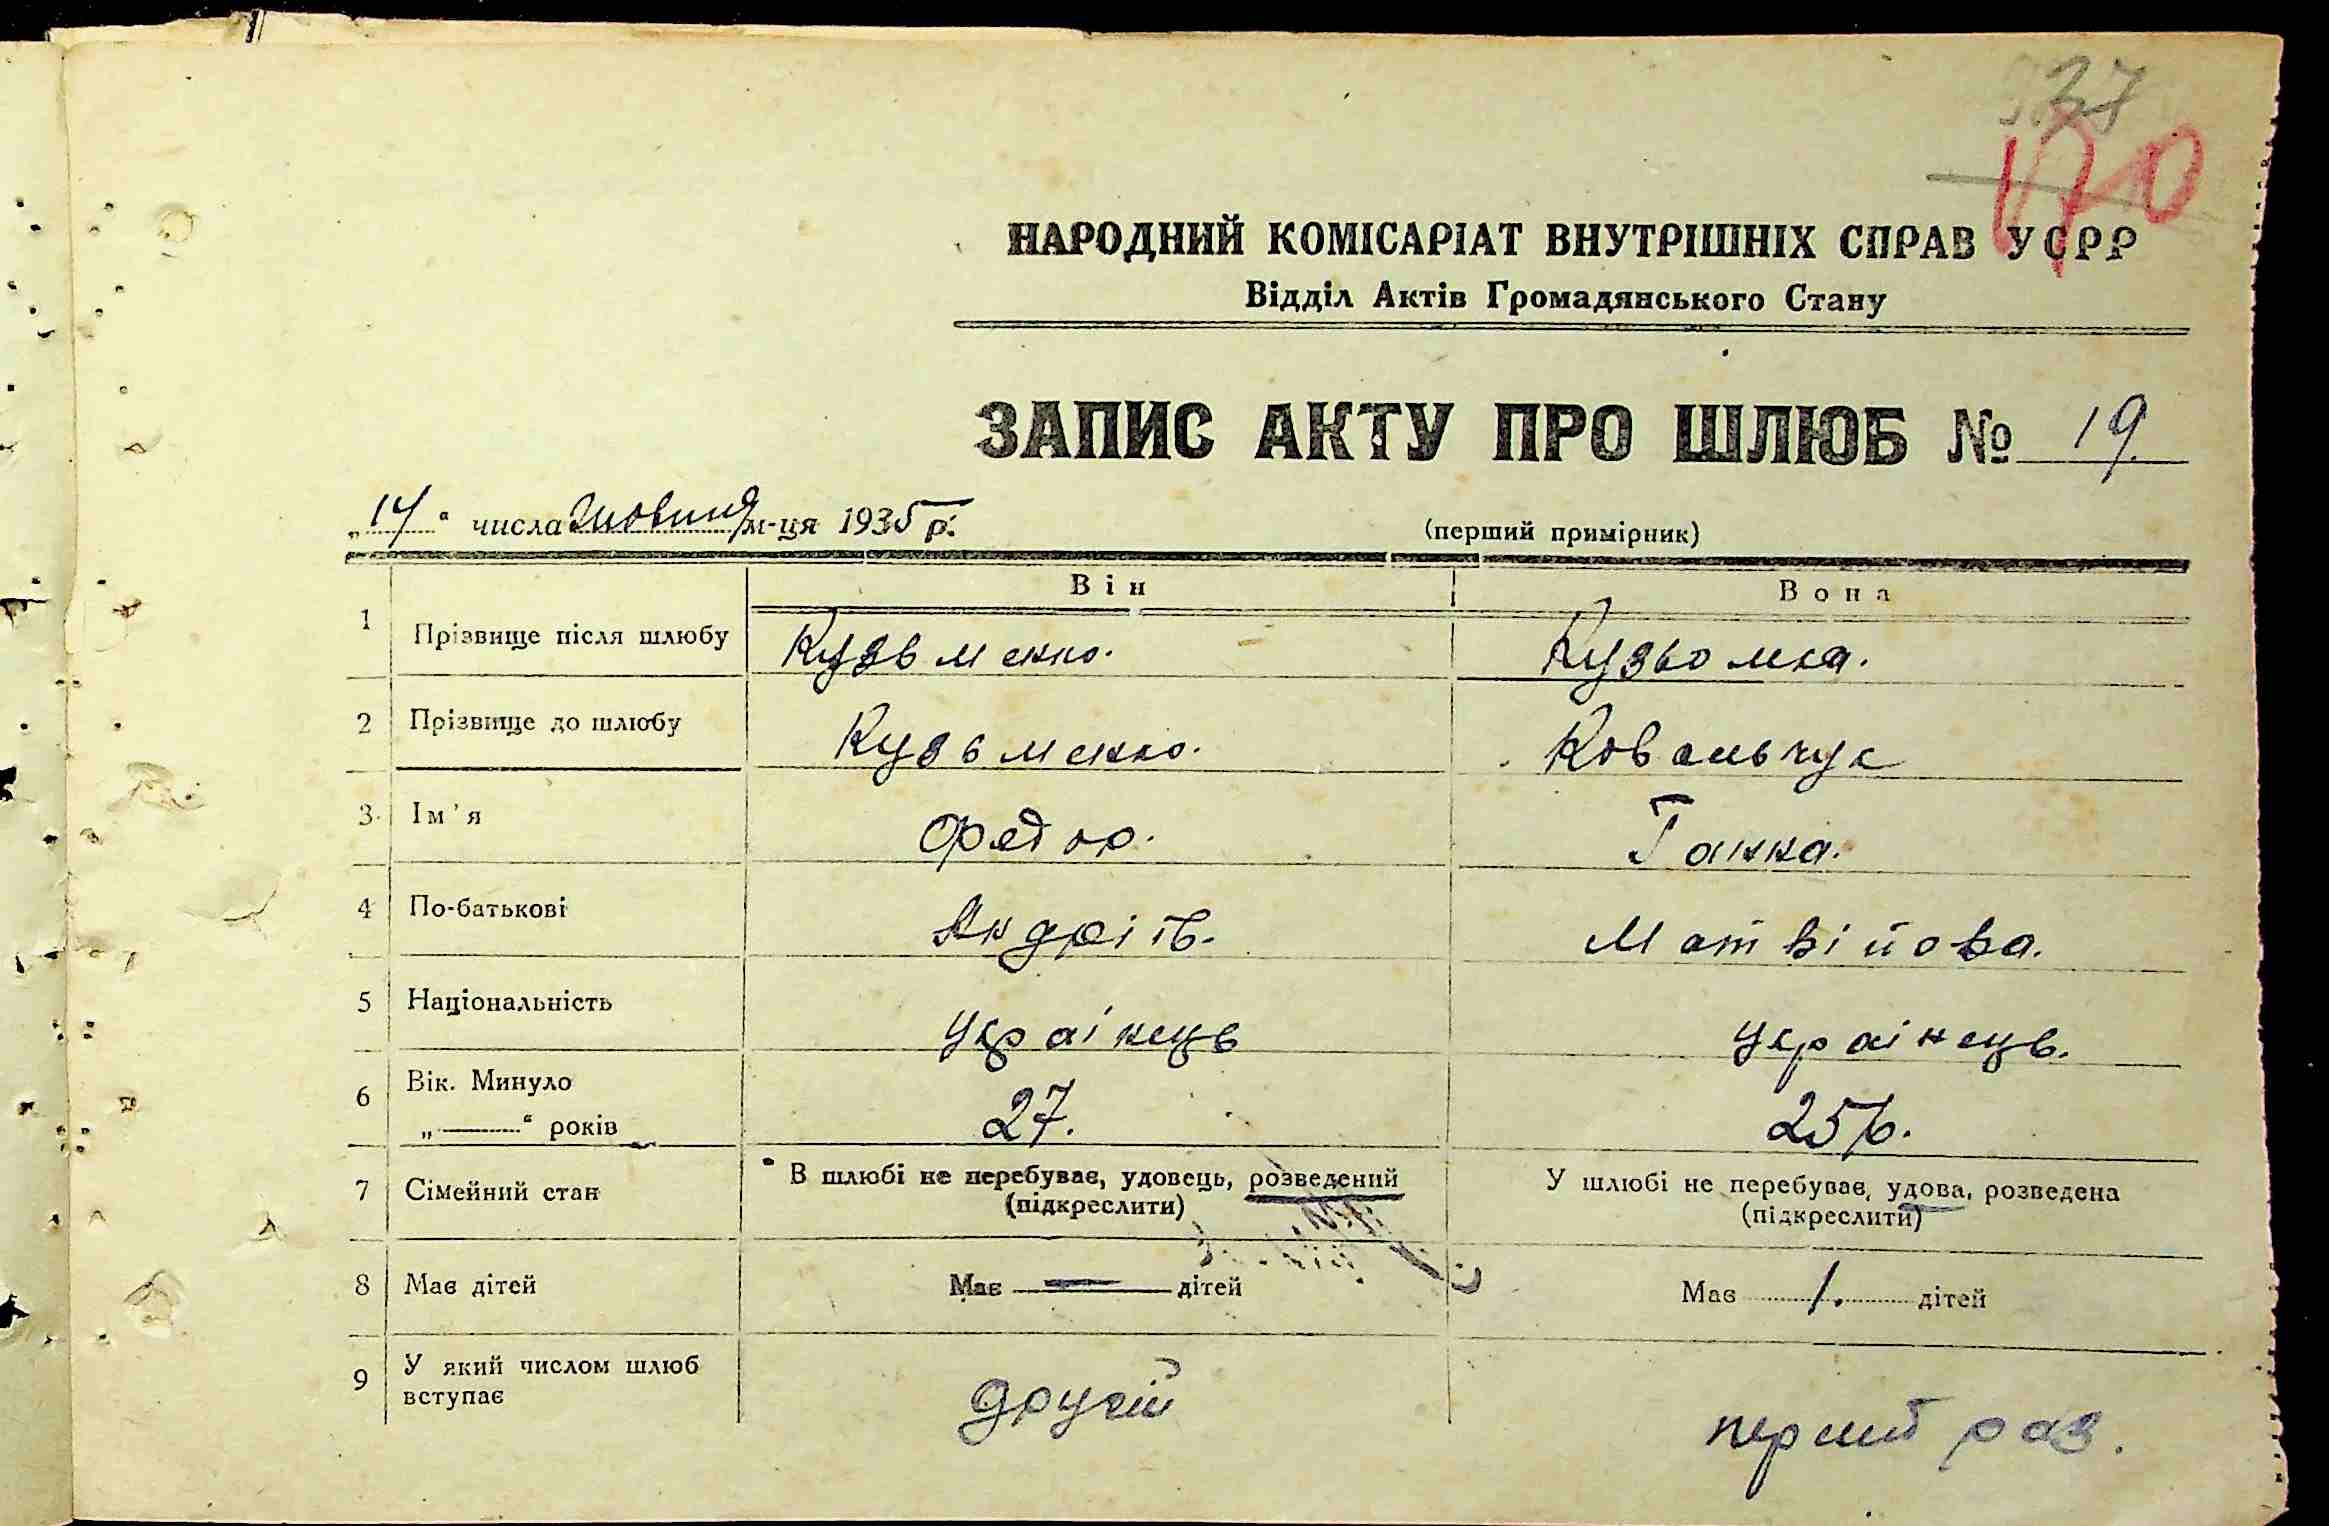 37
170
НАРОДНИЙ КОМІСАРІАТ ВНУТРІШНІХ СПРАВ УСРР
Відділ Актів Громадянського Стану
ЗАПИС АКТУ ПРО ШЛЮБ № 19.
„14“ числа жовтня м-ця 1935 р.
(перший примірник)
Він Вона
1 Прізвище після шлюбу Кузьменко. Кузьомка.
2 Прізвище до шлюбу Кузьменко. Ковальчук
3 Ім'я Федор. Ганна.
4 По-батькові Андріїв. Матвійова.
5 Національність Українець Українець.
6 Вік. Минуло
„———“ років 27. 25
7 Сімейний стан В шлюбі не перебуває, удовець, розведений У шлюбі не перебуває, удова, розведена
(підкреслити) (підкреслити)
8 Має дітей Має — дітей Має 1. дітей
9 У який числом шлюб
вступає другій перший раз.